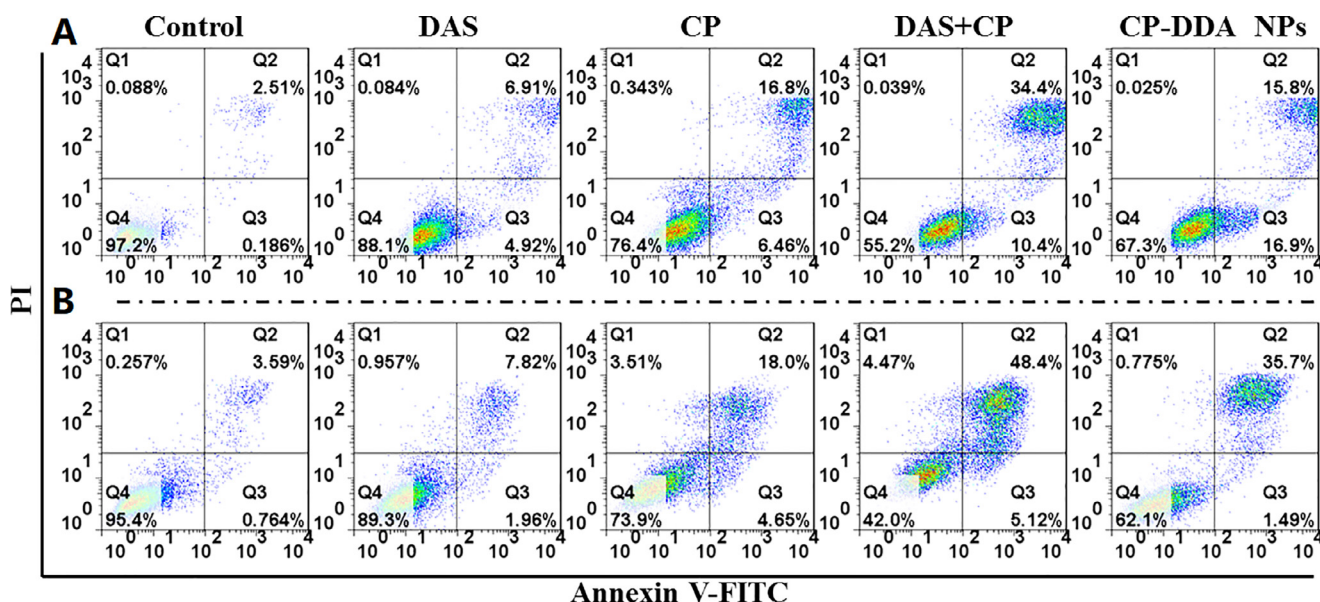 A Control DAS CP DAS+CP CP-DDA NPs
Q1 Q2 Q1 Q2 Q1 Q2 Q1 Q2 Q1 Q2
0.088% 2.51% 0.084% 6.91% 0.343% 16.8% 0.039% 34.4% 0.025% 15.8%
Q4 Q3 Q4 Q3 Q4 Q3 Q4 Q3 Q4 Q3
97.2% 0.186% 88.1% 4.92% 76.4% 6.46% 55.2% 10.4% 67.3% 16.9%
PI
B
Q1 Q2 Q1 Q2 Q1 Q2 Q1 Q2 Q1 Q2
0.257% 3.59% 0.957% 7.82% 3.51% 18.0% 4.47% 48.4% 0.775% 35.7%
Q4 Q3 Q4 Q3 Q4 Q3 Q4 Q3 Q4 Q3
95.4% 0.764% 89.3% 1.96% 73.9% 4.65% 42.0% 5.12% 62.1% 1.49%
Annexin V-FITC